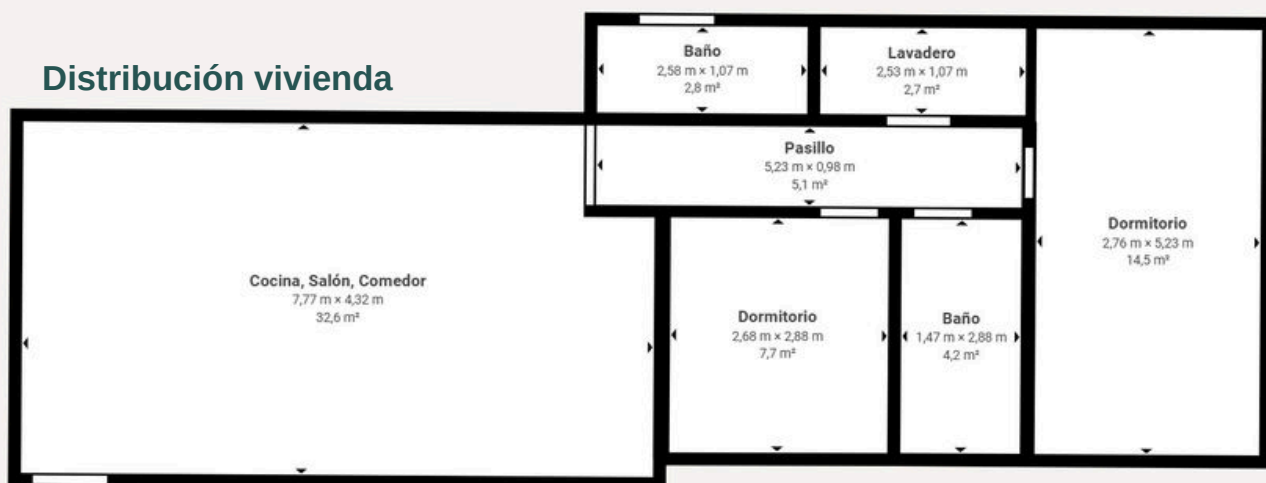 Distribución vivienda
Baño
2,58 m × 1,07 m
2,8 m²
Lavadero
2,53 m × 1,07 m
2,7 m²
Pasillo
5,23 m × 0,98 m
5,1 m²
Dormitorio
2,76 m × 5,23 m
14,5 m²
Cocina, Salón, Comedor
7,77 m × 4,32 m
32,6 m²
Dormitorio
2,68 m × 2,88 m
7,7 m²
Baño
1,47 m × 2,88 m
4,2 m²